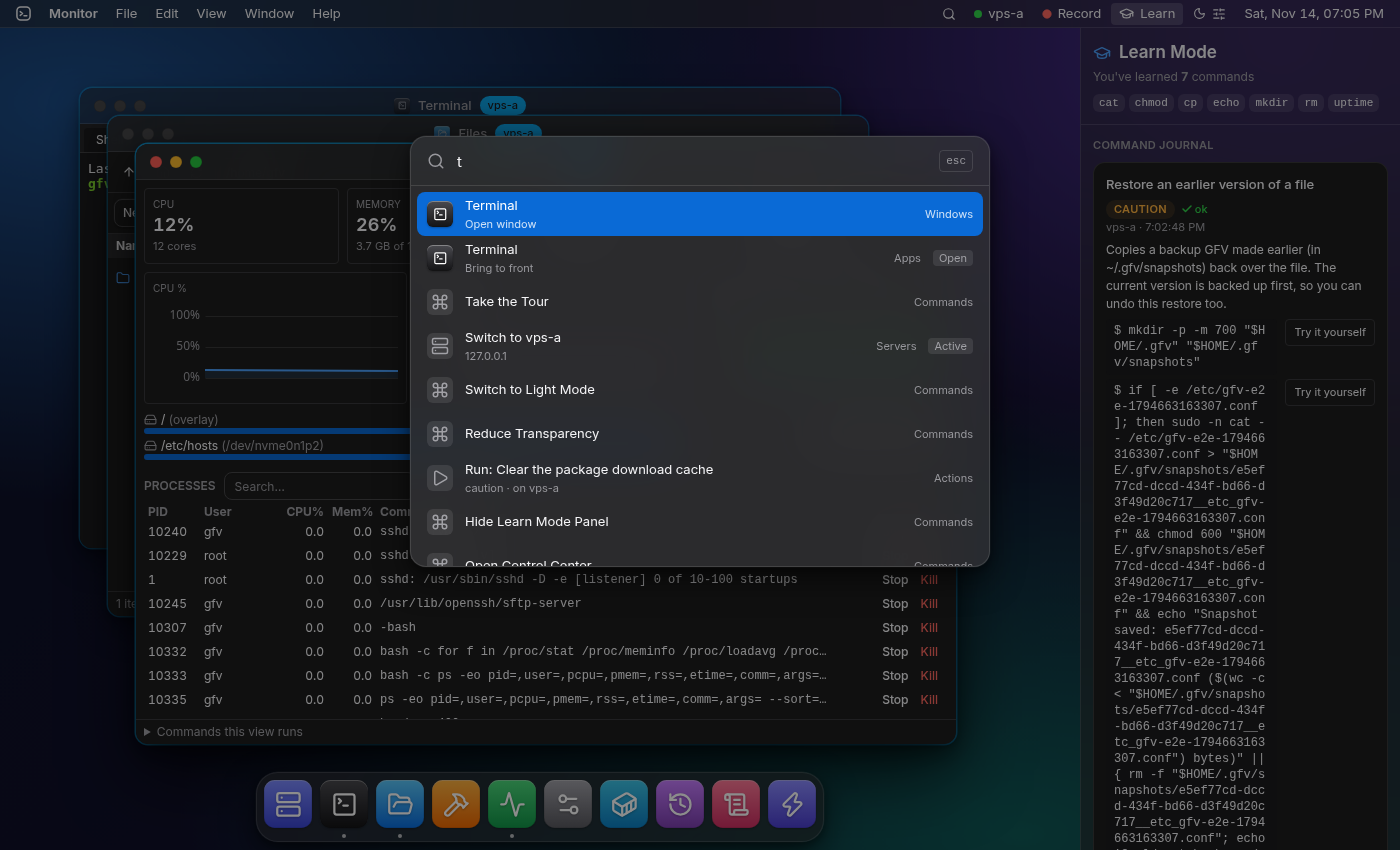 Monitor File Edit View Window Help
vps-a Record Learn Sat, Nov 14, 07:05 PM
Terminal vps-a
Files vps-a
t esc
Terminal
Open window
Windows
Terminal
Bring to front
Apps Open
Take the Tour Commands
Switch to vps-a
127.0.0.1
Servers Active
Switch to Light Mode Commands
Reduce Transparency Commands
Run: Clear the package download cache
caution · on vps-a
Actions
Hide Learn Mode Panel Commands
Open Control Center Commands
CPU
12%
12 cores
MEMORY
26%
3.7 GB of
CPU %
100%
50%
0%
/ (overlay)
/etc/hosts (/dev/nvme0n1p2)
PROCESSES Search...
PID User CPU% Mem%
10240 gfv 0.0 0.0 sshd
10229 root 0.0 0.0 sshd
1 root 0.0 0.0 sshd: /usr/sbin/sshd -D -e [listener] 0 of 10-100 startups Stop Kill
10245 gfv 0.0 0.0 /usr/lib/openssh/sftp-server Stop Kill
10307 gfv 0.0 0.0 -bash Stop Kill
10332 gfv 0.0 0.0 bash -c for f in /proc/stat /proc/meminfo /proc/loadavg /proc… Stop Kill
10333 gfv 0.0 0.0 bash -c ps -eo pid=,user=,pcpu=,pmem=,rss=,etime=,comm=,args=… Stop Kill
10335 gfv 0.0 0.0 ps -eo pid=,user=,pcpu=,pmem=,rss=,etime=,comm=,args= --sort=… Stop Kill
Commands this view runs
Learn Mode
You've learned 7 commands
cat chmod cp echo mkdir rm uptime
COMMAND JOURNAL
Restore an earlier version of a file
CAUTION ok
vps-a · 7:02:48 PM
Copies a backup GFV made earlier (in
~/.gfv/snapshots) back over the file. The
current version is backed up first, so you can
undo this restore too.
$ mkdir -p -m 700 "$H
OME/.gfv" "$HOME/.gf
v/snapshots"
Try it yourself
$ if [ -e /etc/gfv-e2
e-1794663163307.conf
]; then sudo -n cat -
- /etc/gfv-e2e-179466
3163307.conf > "$HOM
E/.gfv/snapshots/e5ef
77cd-dccd-434f-bd66-d
3f49d20c717__etc_gfv-
e2e-1794663163307.con
f" && chmod 600 "$HOM
E/.gfv/snapshots/e5ef
77cd-dccd-434f-bd66-d
3f49d20c717__etc_gfv-
e2e-1794663163307.con
f" && echo "Snapshot
saved: e5ef77cd-dccd-
434f-bd66-d3f49d20c71
7__etc_gfv-e2e-179466
3163307.conf ($(wc -c
< "$HOME/.gfv/snapsho
ts/e5ef77cd-dccd-434f
-bd66-d3f49d20c717__e
tc_gfv-e2e-1794663163
307.conf") bytes)" ||
{ rm -f "$HOME/.gfv/s
napshots/e5ef77cd-dcc
d-434f-bd66-d3f49d20c
717__etc_gfv-e2e-1794
663163307.conf"; echo
Try it yourself